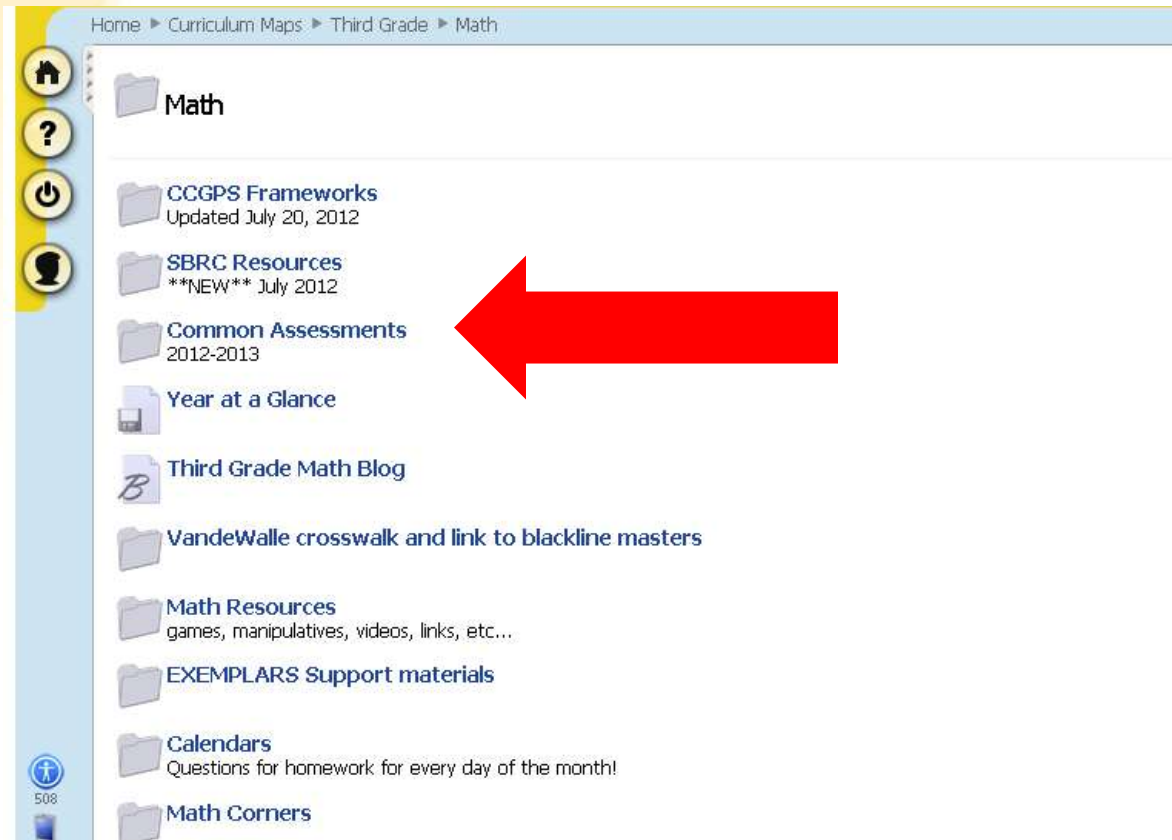 Home ▶ Curriculum Maps ▶ Third Grade ▶ Math
Math
?
CCGPS Frameworks
Updated July 20, 2012
SBRC Resources
**NEW** July 2012
Common Assessments
2012-2013
Year at a Glance
B
Third Grade Math Blog
VandeWalle crosswalk and link to blackline masters
Math Resources
games, manipulatives, videos, links, etc...
EXEMPLARS Support materials
Calendars
Questions for homework for every day of the month!
508
Math Corners